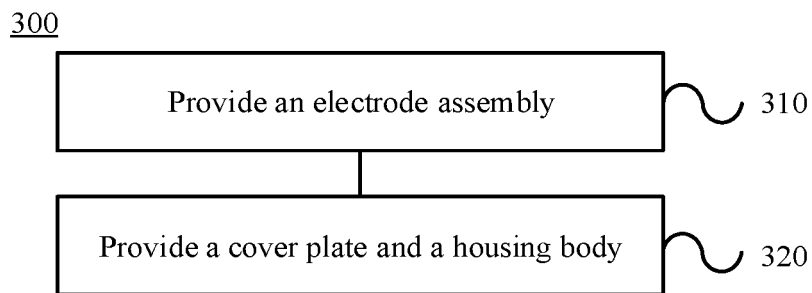 300
Provide an electrode assembly
310
Provide a cover plate and a housing body
320